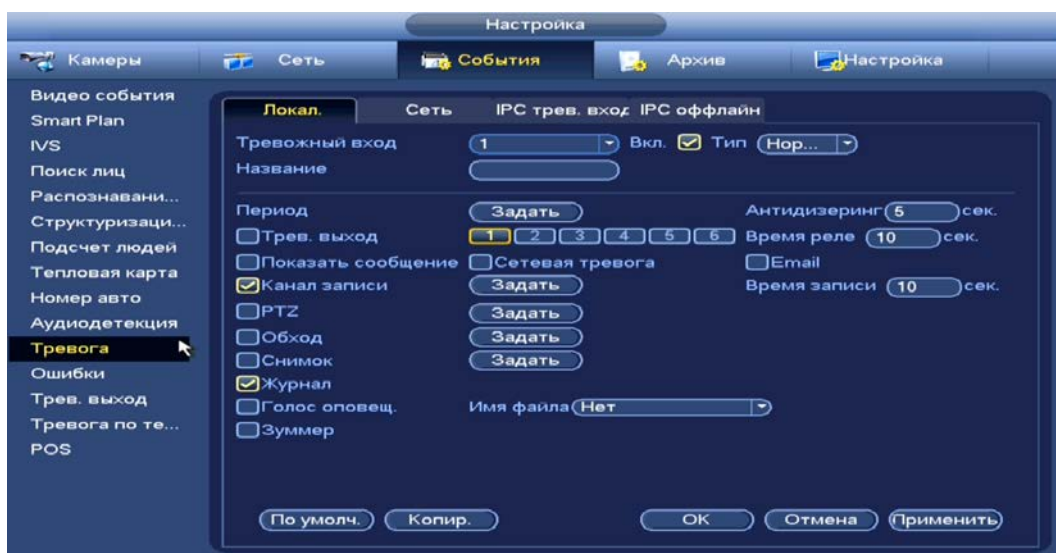 Настройка
Камеры Сеть События Архив Настройка
Видео события
Smart Plan
IVS
Поиск лиц
Распознавани...
Структуризаци...
Подсчет людей
Тепловая карта
Номер авто
Аудиодетекция
Тревога
Ошибки
Трев. выход
Тревога по те...
POS
Локал. Сеть IPC трев. вход IPC оффлайн
Тревожный вход 1 Вкл. Тип Нор...
Название
Период Задать Антидизеринг 5 сек.
Трев. выход 1 2 3 4 5 6 Время реле 10 сек.
Показать сообщение Сетевая тревога Email
Канал записи Задать Время записи 10 сек.
PTZ Задать
Обход Задать
Снимок Задать
Журнал
Голос оповещ. Имя файла Нет
Зуммер
По умолч. Копир. OK Отмена Применить